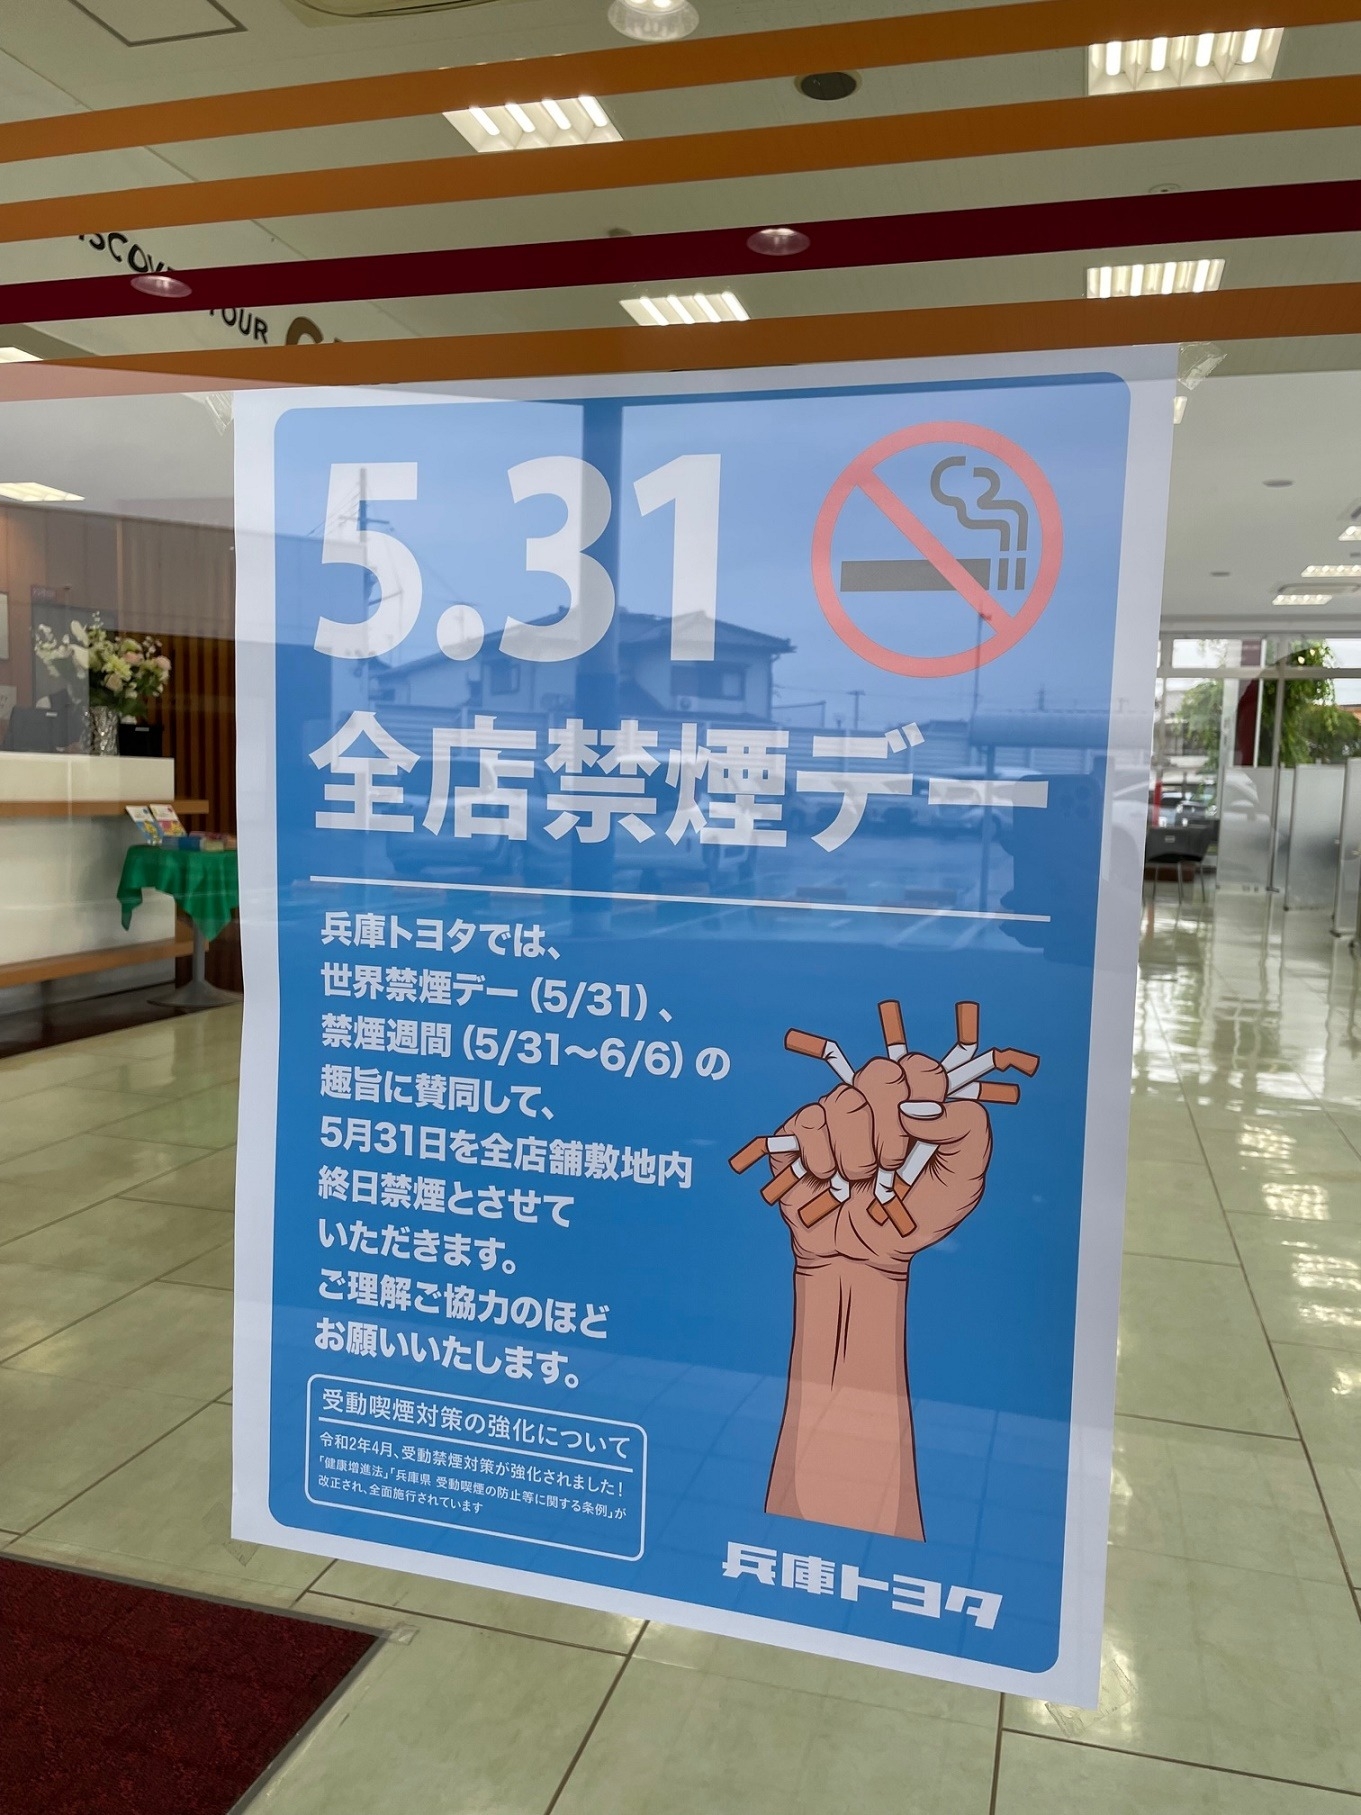 YOUR
5.31
全店禁煙デー
兵庫トヨタでは、
世界禁煙デー(5/31)、
禁煙週間(5/31〜6/6)の
趣旨に賛同して、
5月31日を全店舗敷地内
終日禁煙とさせて
いただきます。
ご理解ご協力のほど
お願いいたします。
受動喫煙対策の強化について
令和2年4月、受動禁煙対策が強化されました!
「健康増進法」「兵庫県 受動喫煙の防止等に関する条例」が
改正され、全面施行されています
兵庫トヨタ